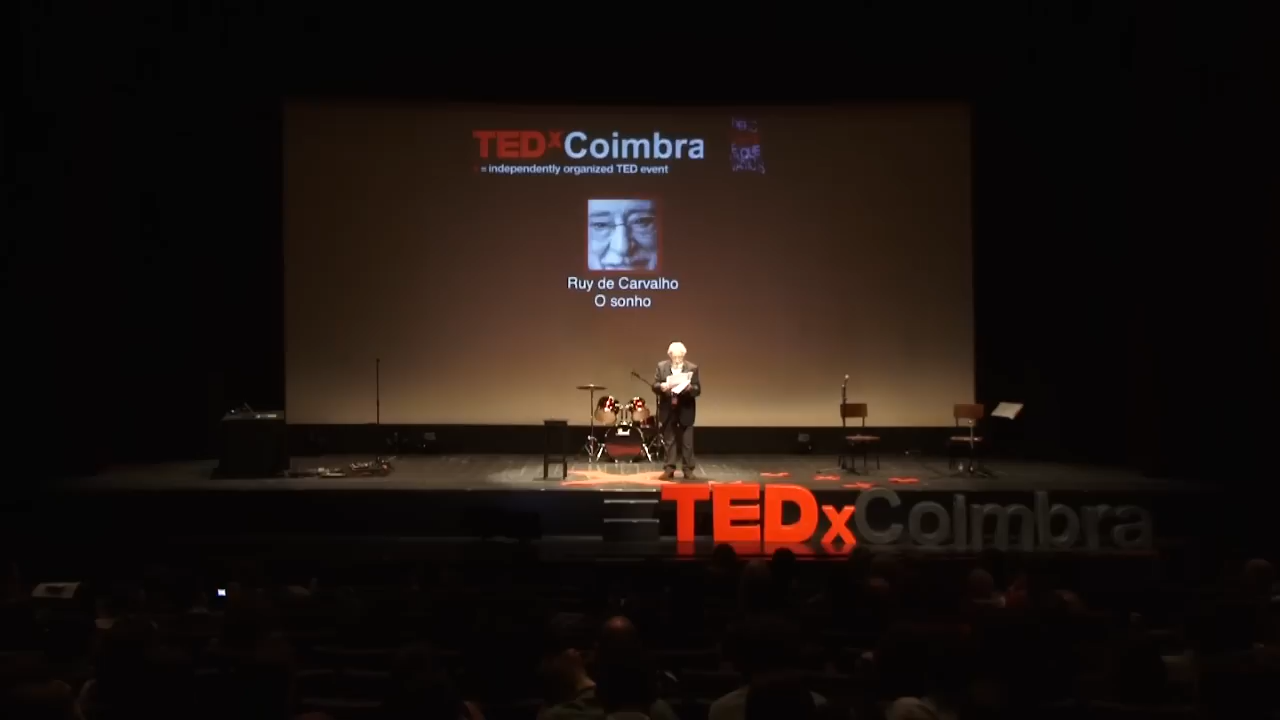 TEDxCoimbra
= independently organized TED event
Ruy de Carvalho
O sonho
TEDxCoimbra